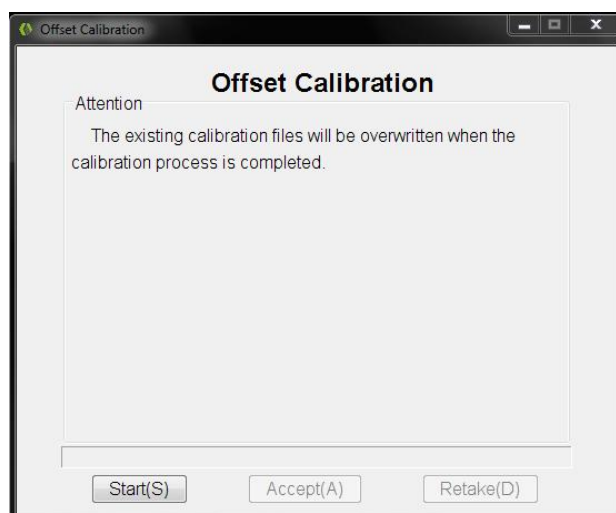 Offset Calibration
Offset Calibration
Attention
The existing calibration files will be overwritten when the
calibration process is completed.
Start(S) Accept(A) Retake(D)